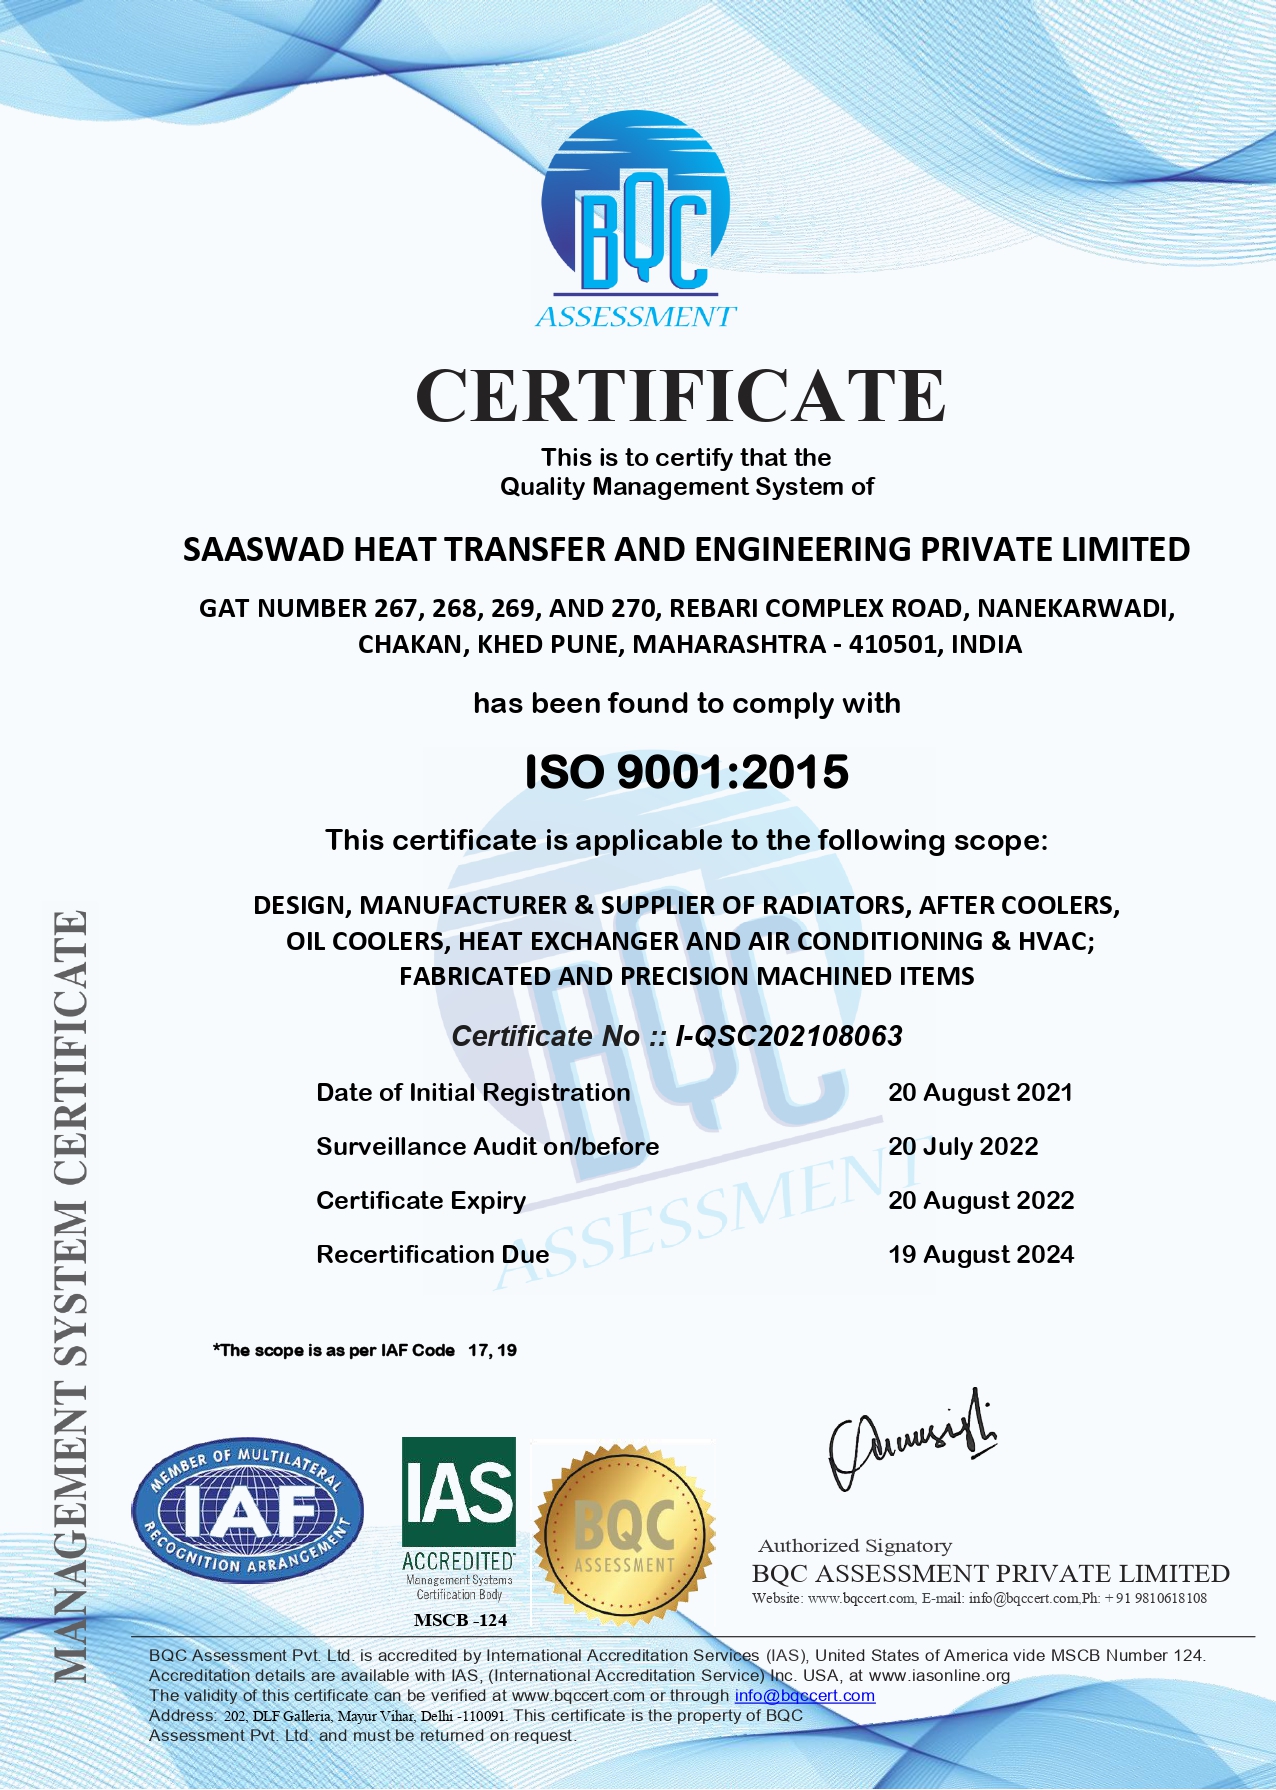 BQC
ASSESSMENT
CERTIFICATE
This is to certify that the
Quality Management System of
SAASWAD HEAT TRANSFER AND ENGINEERING PRIVATE LIMITED
GAT NUMBER 267, 268, 269, AND 270, REBARI COMPLEX ROAD, NANEKARWADI,
CHAKAN, KHED PUNE, MAHARASHTRA - 410501, INDIA
has been found to comply with
ISO 9001:2015
This certificate is applicable to the following scope:
DESIGN, MANUFACTURER & SUPPLIER OF RADIATORS, AFTER COOLERS,
OIL COOLERS, HEAT EXCHANGER AND AIR CONDITIONING & HVAC;
FABRICATED AND PRECISION MACHINED ITEMS
BQC
ASSESSMENT
Certificate No :: I-QSC202108063
Date of Initial Registration 20 August 2021
Surveillance Audit on/before 20 July 2022
Certificate Expiry 20 August 2022
Recertification Due 19 August 2024
*The scope is as per IAF Code 17, 19
MANAGEMENT SYSTEM CERTIFICATE
MEMBER OF MULTILATERAL
IAF
RECOGNITION ARRANGEMENT
IAS
ACCREDITED
Management Systems
Certification Body
MSCB -124
BQC
ASSESSMENT
Authorized Signatory
BQC ASSESSMENT PRIVATE LIMITED
Website: www.bqccert.com, E-mail: info@bqccert.com,Ph: + 91 9810618108
BQC Assessment Pvt. Ltd. is accredited by International Accreditation Services (IAS), United States of America vide MSCB Number 124.
Accreditation details are available with IAS, (International Accreditation Service) Inc. USA, at www.iasonline.org
The validity of this certificate can be verified at www.bqccert.com or through info@bqccert.com
Address: 202, DLF Galleria, Mayur Vihar, Delhi -110091. This certificate is the property of BQC
Assessment Pvt. Ltd. and must be returned on request.